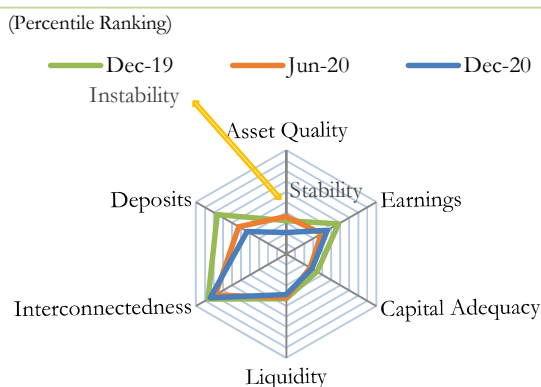 (Percentile Ranking)
Dec-19 Jun-20 Dec-20
Instability
Asset Quality
Stability
Deposits Earnings
Interconnectedness Capital Adequacy
Liquidity